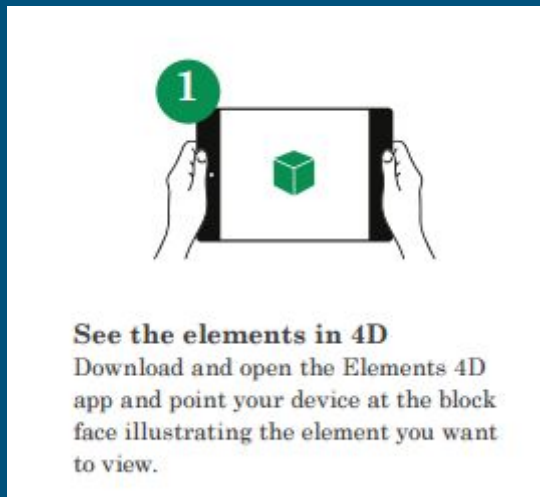 1
See the elements in 4D
Download and open the Elements 4D
app and point your device at the block
face illustrating the element you want
to view.